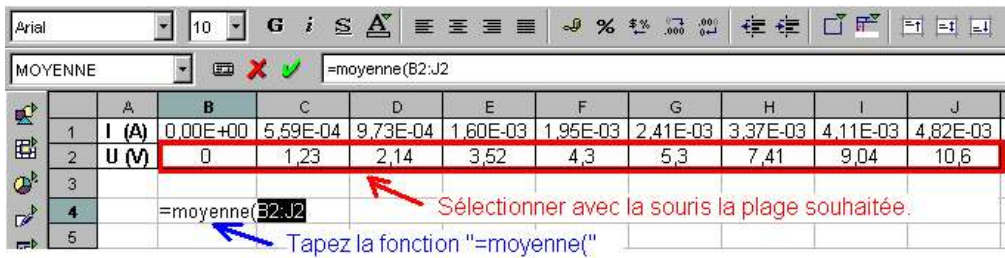 Arial 10 G i S A % $% .000 .000
MOYENNE =moyenne(B2:J2
A B C D E F G H I J
1 I (A) 0,00E+00 5,59E-04 9,73E-04 1,60E-03 1,95E-03 2,41E-03 3,37E-03 4,11E-03 4,82E-03
2 U (V) 0 1,23 2,14 3,52 4,3 5,3 7,41 9,04 10,6
3
4 =moyenne(B2:J2 Sélectionner avec la souris la plage souhaitée.
5 Tapez la fonction "=moyenne("